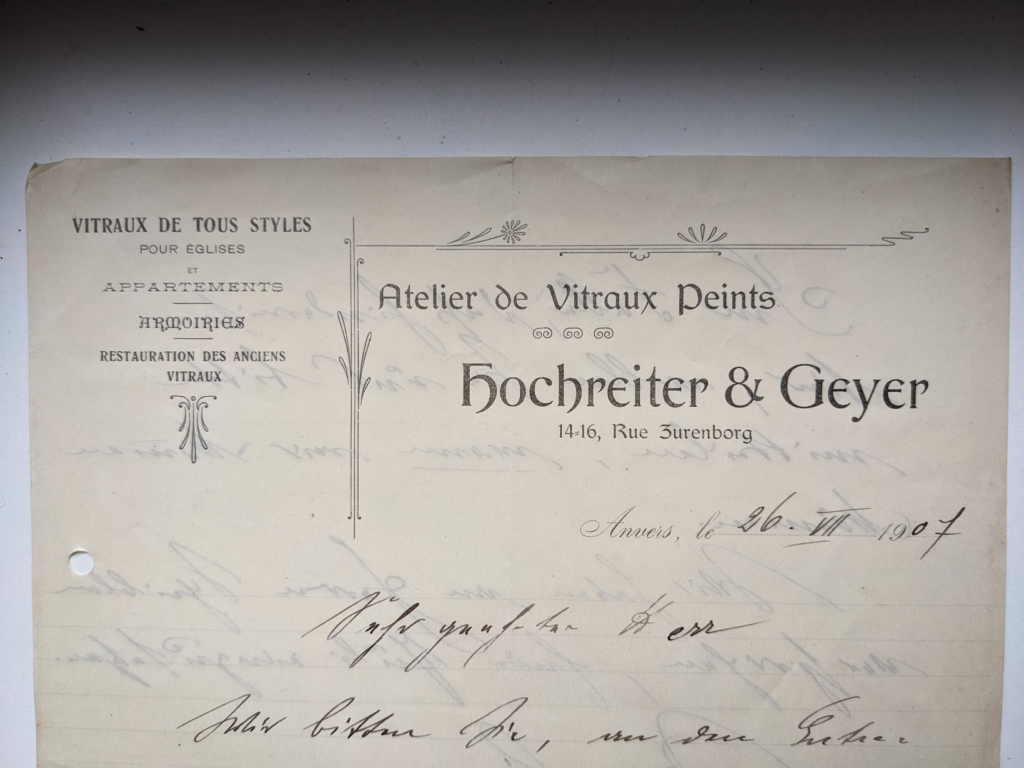 VITRAUX DE TOUS STYLES
POUR ÉGLISES
ET
APPARTEMENTS
ARMOIRIES
RESTAURATION DES ANCIENS
VITRAUX
Atelier de Vitraux Peints
Hochreiter & Geyer
14-16, Rue Zurenborg
Anvers, le 26. VII 1907
Sehr geehrter Herr
Wir bitten Sie, an den